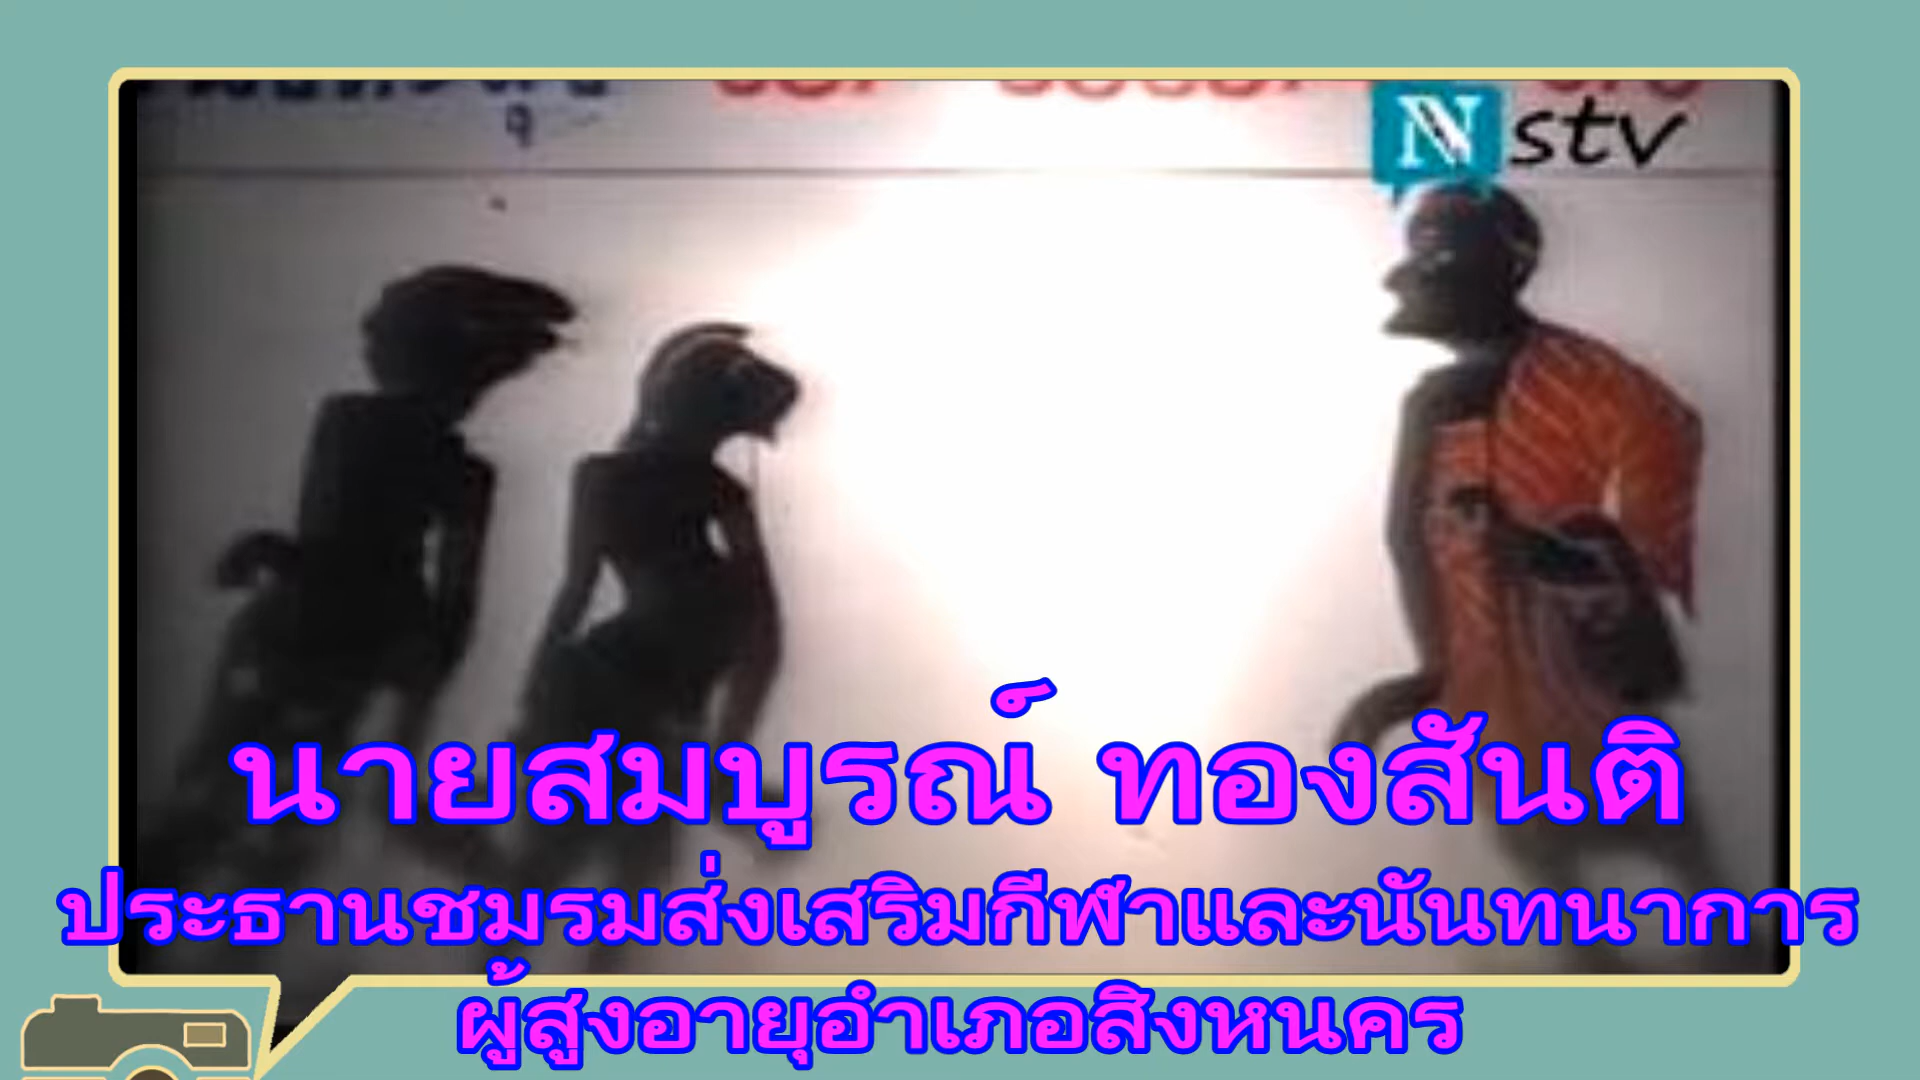 N stv
นายสมบูรณ์ ทองสันติ
ประธานชมรมส่งเสริมกีฬาและนันทนาการ
ผู้สูงอายุอำเภอสิงหนคร